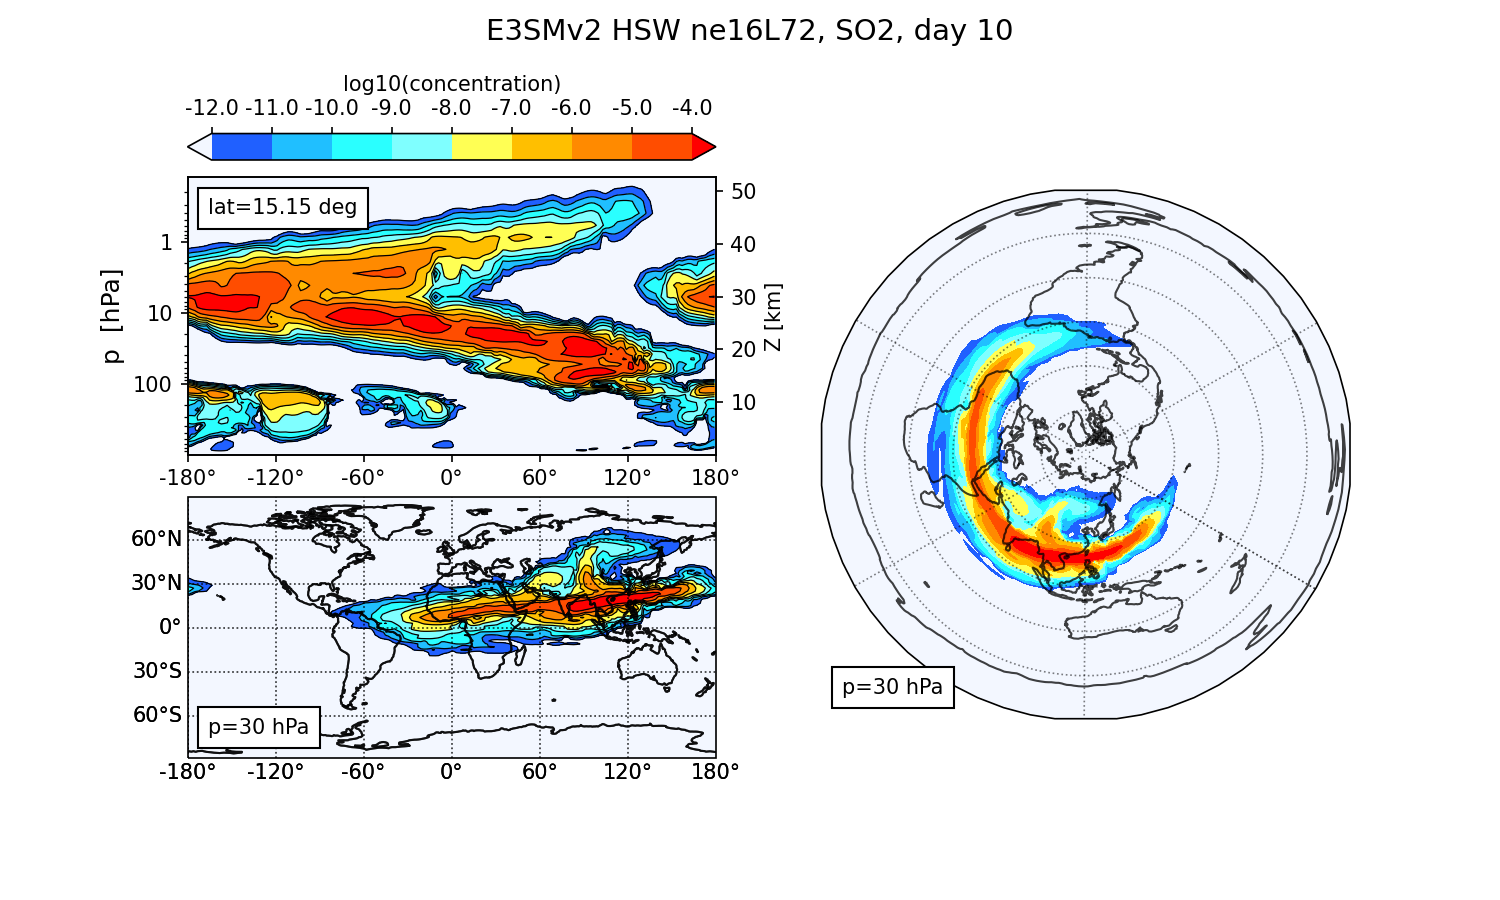 E3SMv2 HSW ne16L72, SO2, day 10
log10(concentration)
-12.0 -11.0 -10.0 -9.0 -8.0 -7.0 -6.0 -5.0 -4.0
lat=15.15 deg
p [hPa]
1
10
100
50
40
30
20
10
Z [km]
-180° -120° -60° 0° 60° 120° 180°
60°N
30°N
0°
30°S
60°S
p=30 hPa
-180° -120° -60° 0° 60° 120° 180°
p=30 hPa